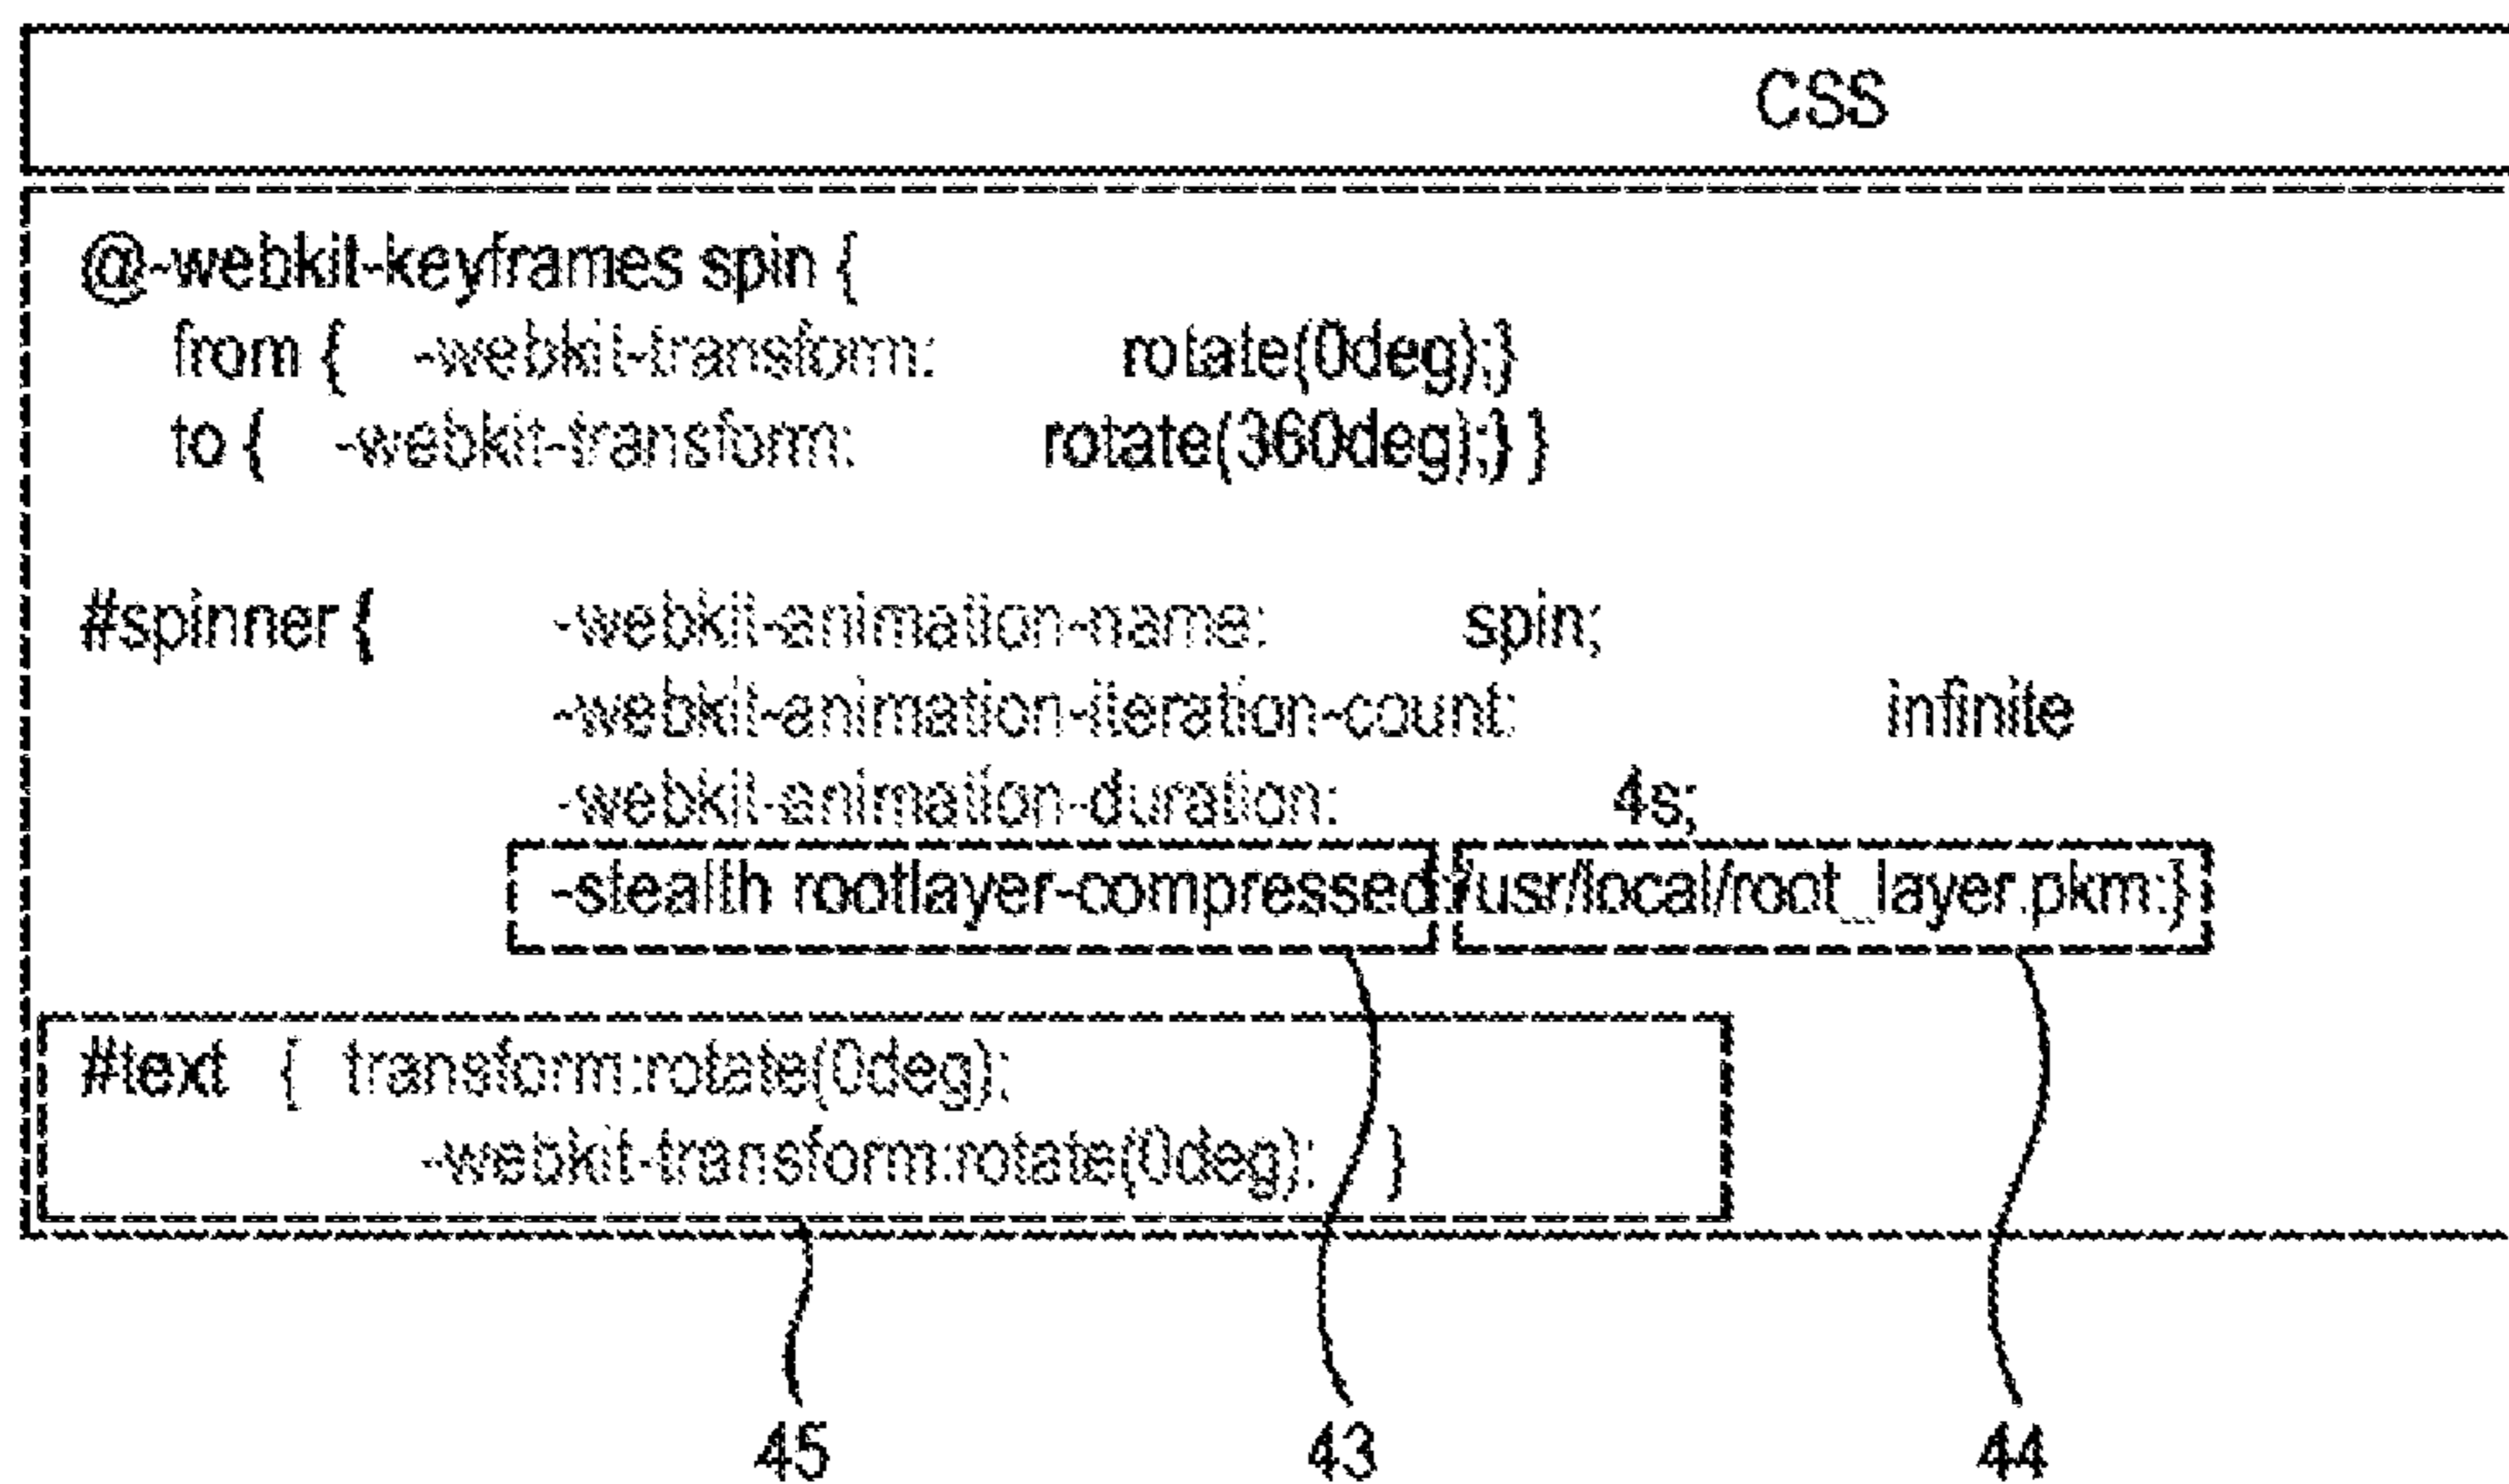 CSS
@-webkit-keyframes spin {
from { -webkit-transform: rotate(0deg);}
to { -webkit-transform: rotate(360deg);} }
#spinner { -webkit-animation-name: spin;
-webkit-animation-iteration-count: infinite
-webkit-animation-duration: 4s;
-stealth rootlayer-compressed:/usr/local/root_layer.pkm;}
#text { transform:rotate(0deg);
-webkit-transform:rotate(0deg); }
45 43 44